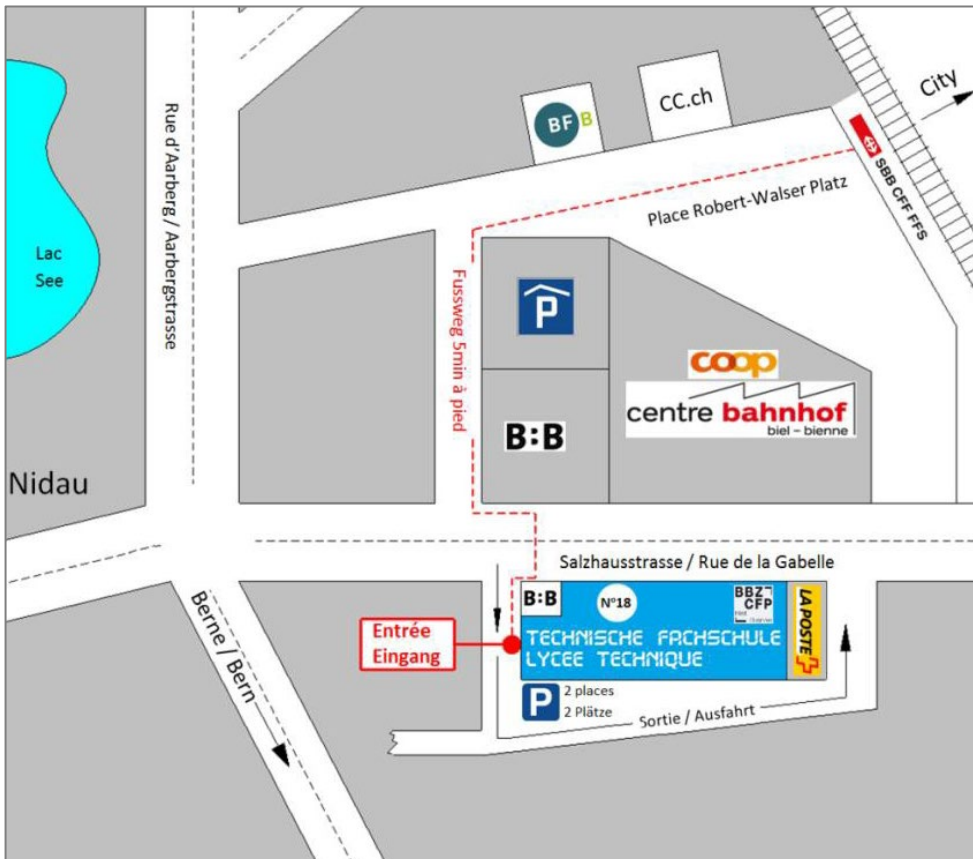 City
CC.ch
BF B
SBB CFF FFS
Place Robert-Walser Platz
Rue d'Aarberg / Aarbergstrasse
Lac
See
Fussweg 5min à pied
P
coop
centre bahnhof
biel – bienne
B:B
Nidau
Salzhausstrasse / Rue de la Gabelle
Berne / Bern
Entrée
Eingang
B:B
N°18
BBZ
CFP
TECHNISCHE FACHSCHULE
LYCEE TECHNIQUE
LA POSTE
P
2 places
2 Plätze
Sortie / Ausfahrt